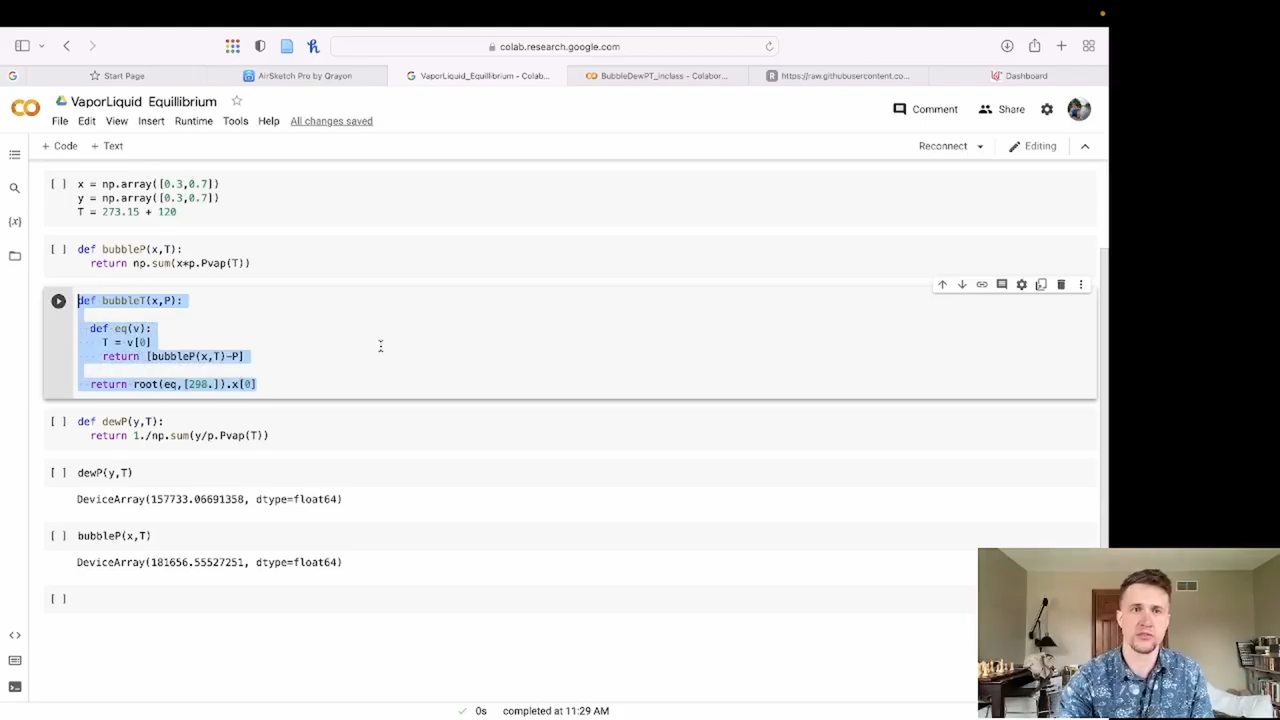 colab.research.google.com
G
Start Page
AirSketch Pro by Qrayon
VaporLiquid_Equillibrium - Colab...
BubbleDewPT_inclass - Colabor...
https://raw.githubusercontent.co...
Dashboard
VaporLiquid_Equillibrium
File Edit View Insert Runtime Tools Help All changes saved
Comment Share
+ Code + Text
Reconnect Editing
[ ] x = np.array([0.3,0.7])
y = np.array([0.3,0.7])
T = 273.15 + 120
[ ] def bubbleP(x,T):
return np.sum(x*p.Pvap(T))
def bubbleT(x,P):
def eq(v):
T = v[0]
return [bubbleP(x,T)-P]
return root(eq,[298.]).x[0]
[ ] def dewP(y,T):
return 1./np.sum(y/p.Pvap(T))
[ ] dewP(y,T)
DeviceArray(157733.06691358, dtype=float64)
[ ] bubbleP(x,T)
DeviceArray(181656.55527251, dtype=float64)
[ ]
0s completed at 11:29 AM